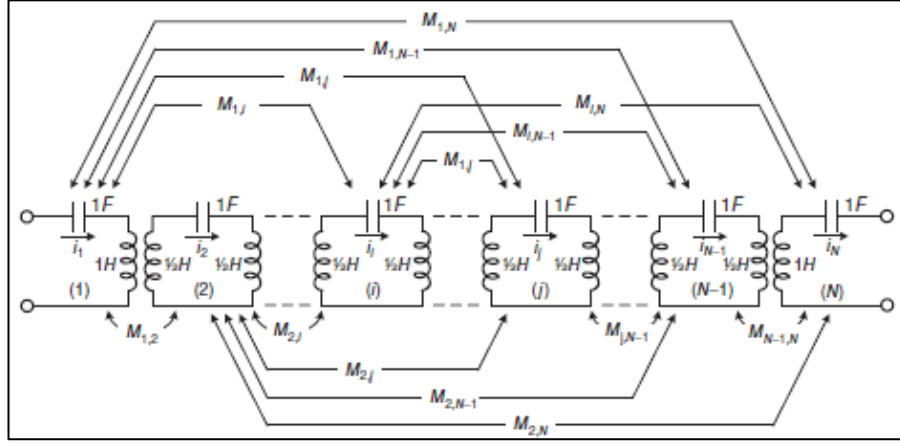 M1,N
M1,N–1
M1,j
M1,i
Mi,N
Mi,N–1
M1,j
1F 1F 1F 1F 1F 1F
i1 i2 ii ij iN–1 iN
1H ½H ½H ½H ½H ½H ½H ½H ½H 1H
(1) (2) (i) (j) (N–1) (N)
M1,2 M2,i Mj,N–1 MN–1,N
M2,j
M2,N–1
M2,N